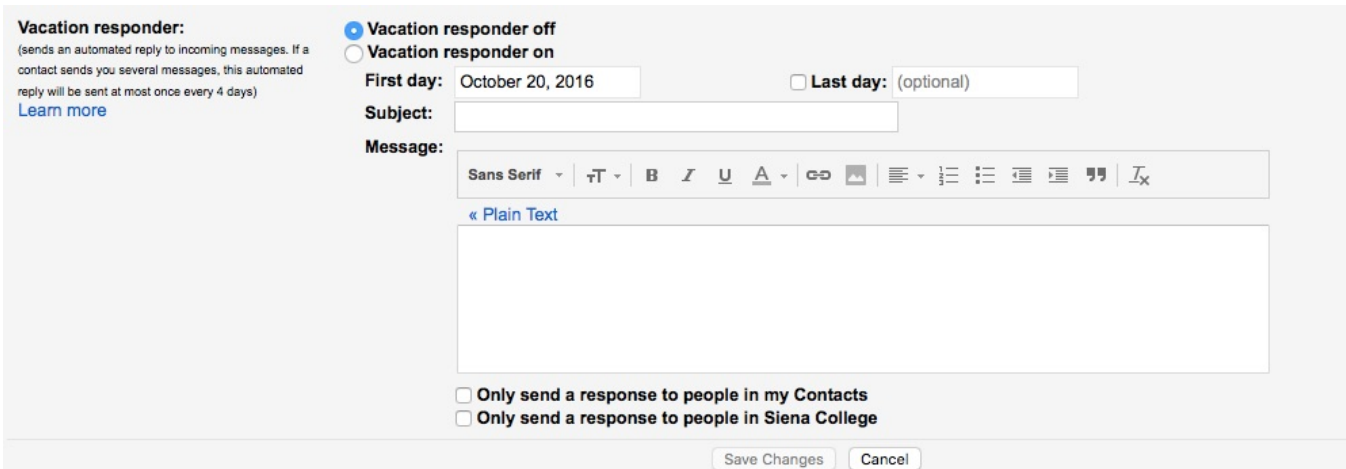 Vacation responder:
(sends an automated reply to incoming messages. If a
contact sends you several messages, this automated
reply will be sent at most once every 4 days)
Learn more
Vacation responder off
Vacation responder on
First day: October 20, 2016 Last day: (optional)
Subject:
Message:
Sans Serif тT B I U A Tx
« Plain Text
Only send a response to people in my Contacts
Only send a response to people in Siena College
Save Changes Cancel